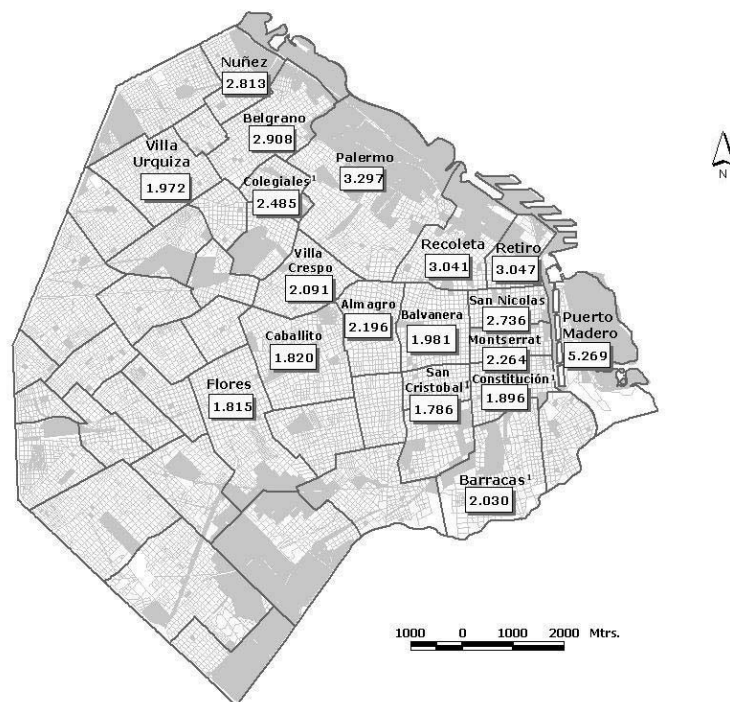 Nuñez
2.813
Belgrano
2.908
Villa
Urquiza
1.972
Colegiales¹
2.485
Palermo
3.297
Recoleta
3.041
Retiro
3.047
Villa
Crespo
2.091
Almagro
2.196
Balvanera
1.981
San Nicolas
2.736
Montserrat
2.264
Puerto
Madero
5.269
Caballito
1.820
Flores
1.815
San
Cristobal¹
1.786
Constitución¹
1.896
Barracas¹
2.030
N
1000 0 1000 2000 Mtrs.